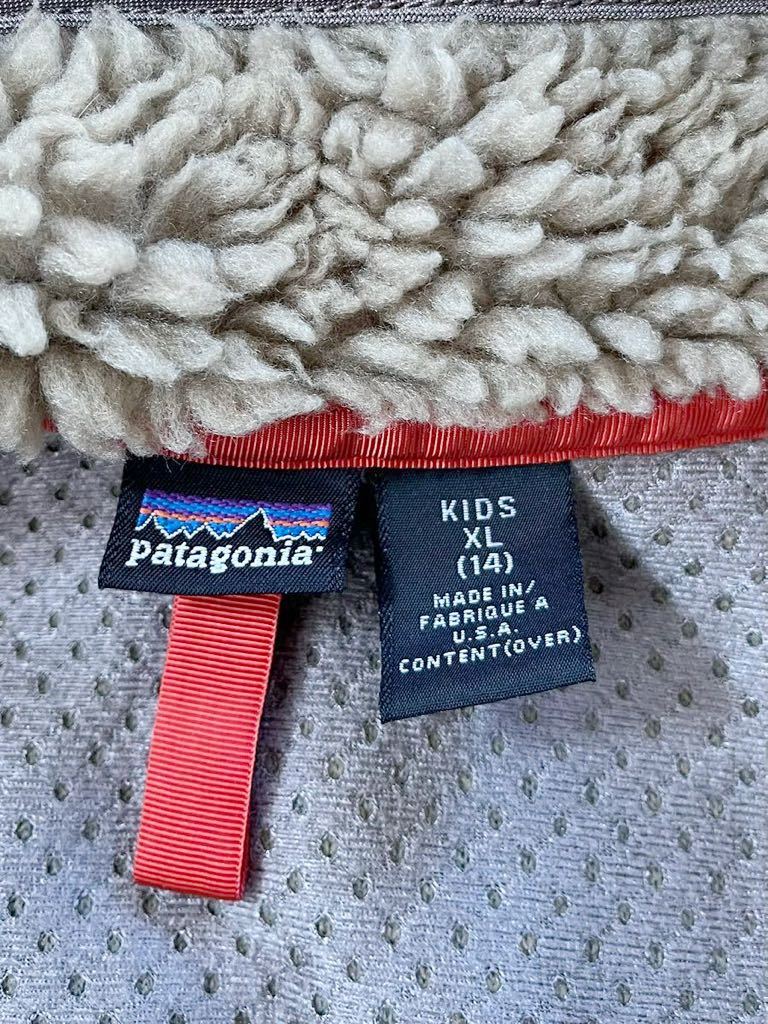 patagonia
KIDS
XL
(14)
MADE IN/
FABRIQUE A
U.S.A.
CONTENT(OVER)